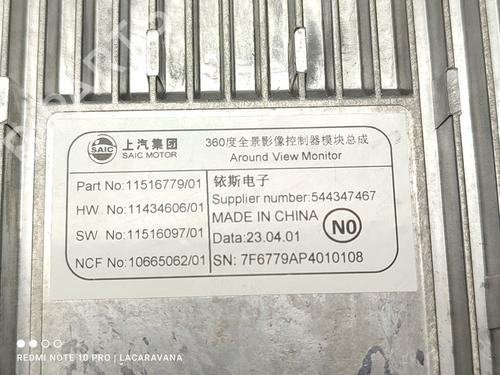 SAIC
上汽集团
SAIC MOTOR
360度全景影像控制器模块总成
Around View Monitor
Part No:11516779/01
HW. No:11434606/01
SW. No:11516097/01
NCF No:10665062/01
铱斯电子
Supplier number:544347467
MADE IN CHINA
Data:23.04.01
SN: 7F6779AP4010108
N0
REDMI NOTE 10 PRO | LACARAVANA